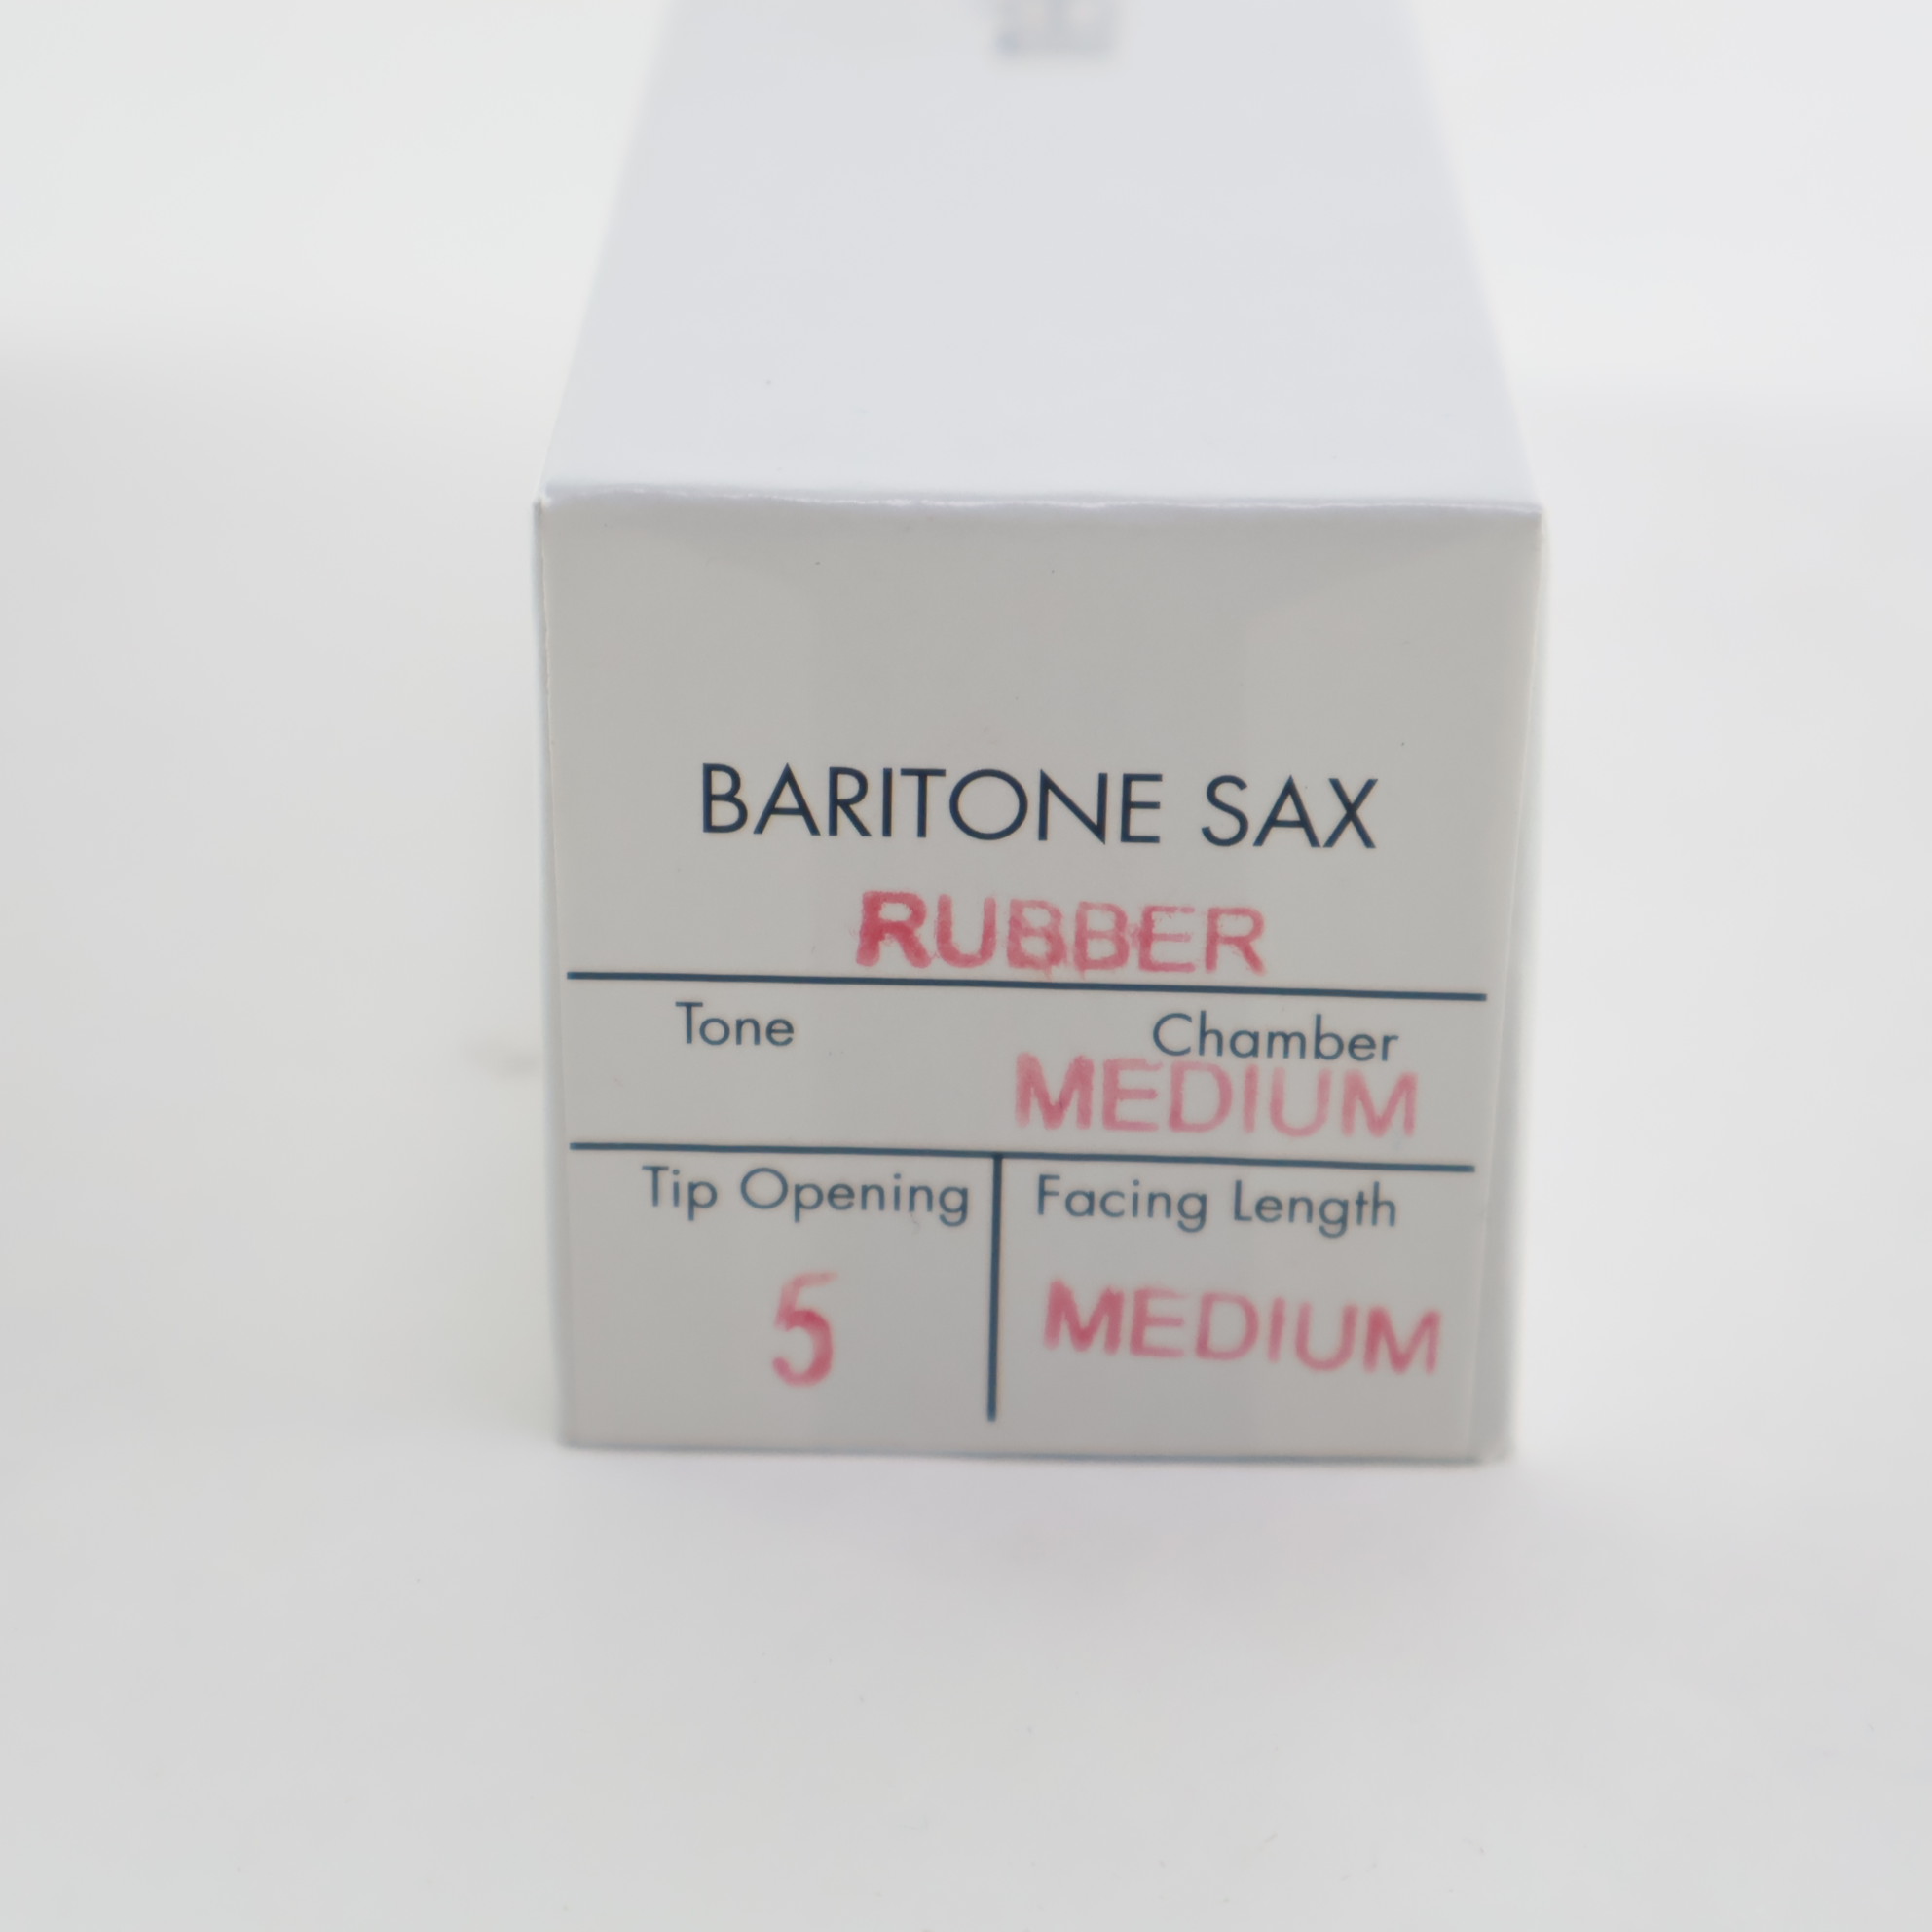 BARITONE SAX
RUBBER
Tone Chamber
MEDIUM
Tip Opening Facing Length
5 MEDIUM